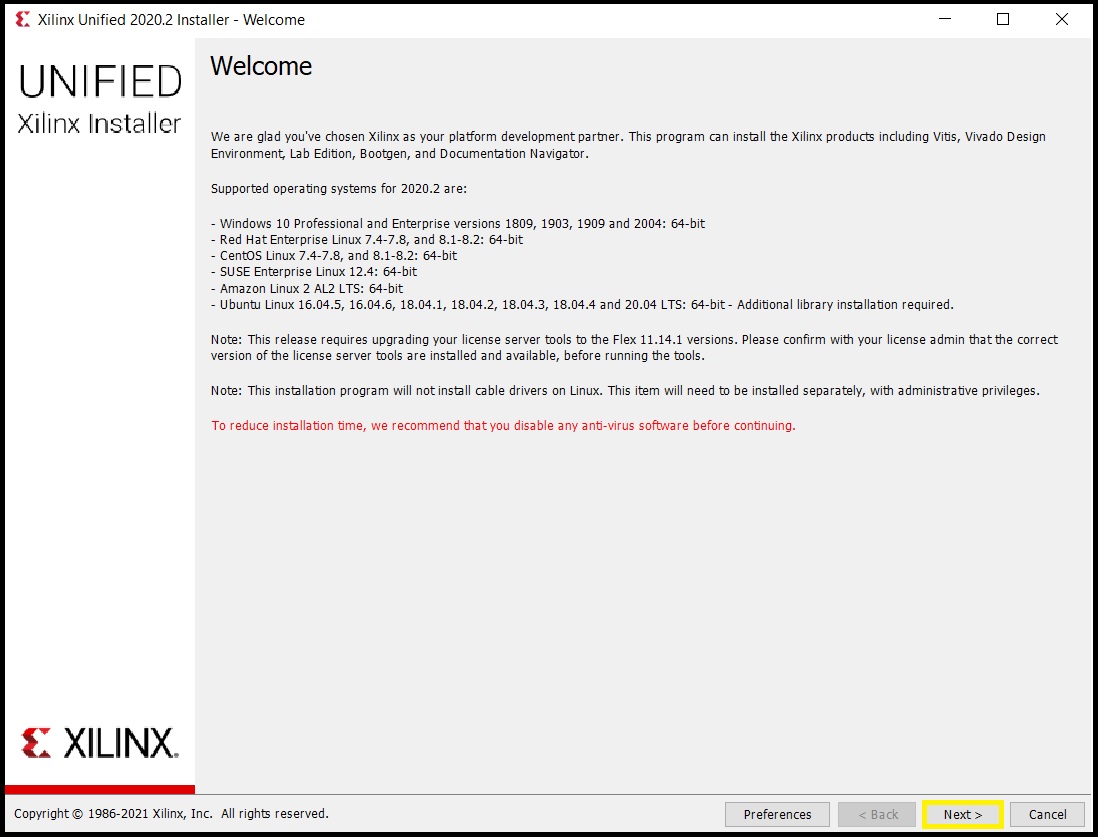 Xilinx Unified 2020.2 Installer - Welcome
UNIFIED
Xilinx Installer
Welcome
We are glad you've chosen Xilinx as your platform development partner. This program can install the Xilinx products including Vitis, Vivado Design
Environment, Lab Edition, Bootgen, and Documentation Navigator.
Supported operating systems for 2020.2 are:
- Windows 10 Professional and Enterprise versions 1809, 1903, 1909 and 2004: 64-bit
- Red Hat Enterprise Linux 7.4-7.8, and 8.1-8.2: 64-bit
- CentOS Linux 7.4-7.8, and 8.1-8.2: 64-bit
- SUSE Enterprise Linux 12.4: 64-bit
- Amazon Linux 2 AL2 LTS: 64-bit
- Ubuntu Linux 16.04.5, 16.04.6, 18.04.1, 18.04.2, 18.04.3, 18.04.4 and 20.04 LTS: 64-bit - Additional library installation required.
Note: This release requires upgrading your license server tools to the Flex 11.14.1 versions. Please confirm with your license admin that the correct
version of the license server tools are installed and available, before running the tools.
Note: This installation program will not install cable drivers on Linux. This item will need to be installed separately, with administrative privileges.
To reduce installation time, we recommend that you disable any anti-virus software before continuing.
XILINX.
Copyright © 1986-2021 Xilinx, Inc. All rights reserved.
Preferences
< Back
Next >
Cancel